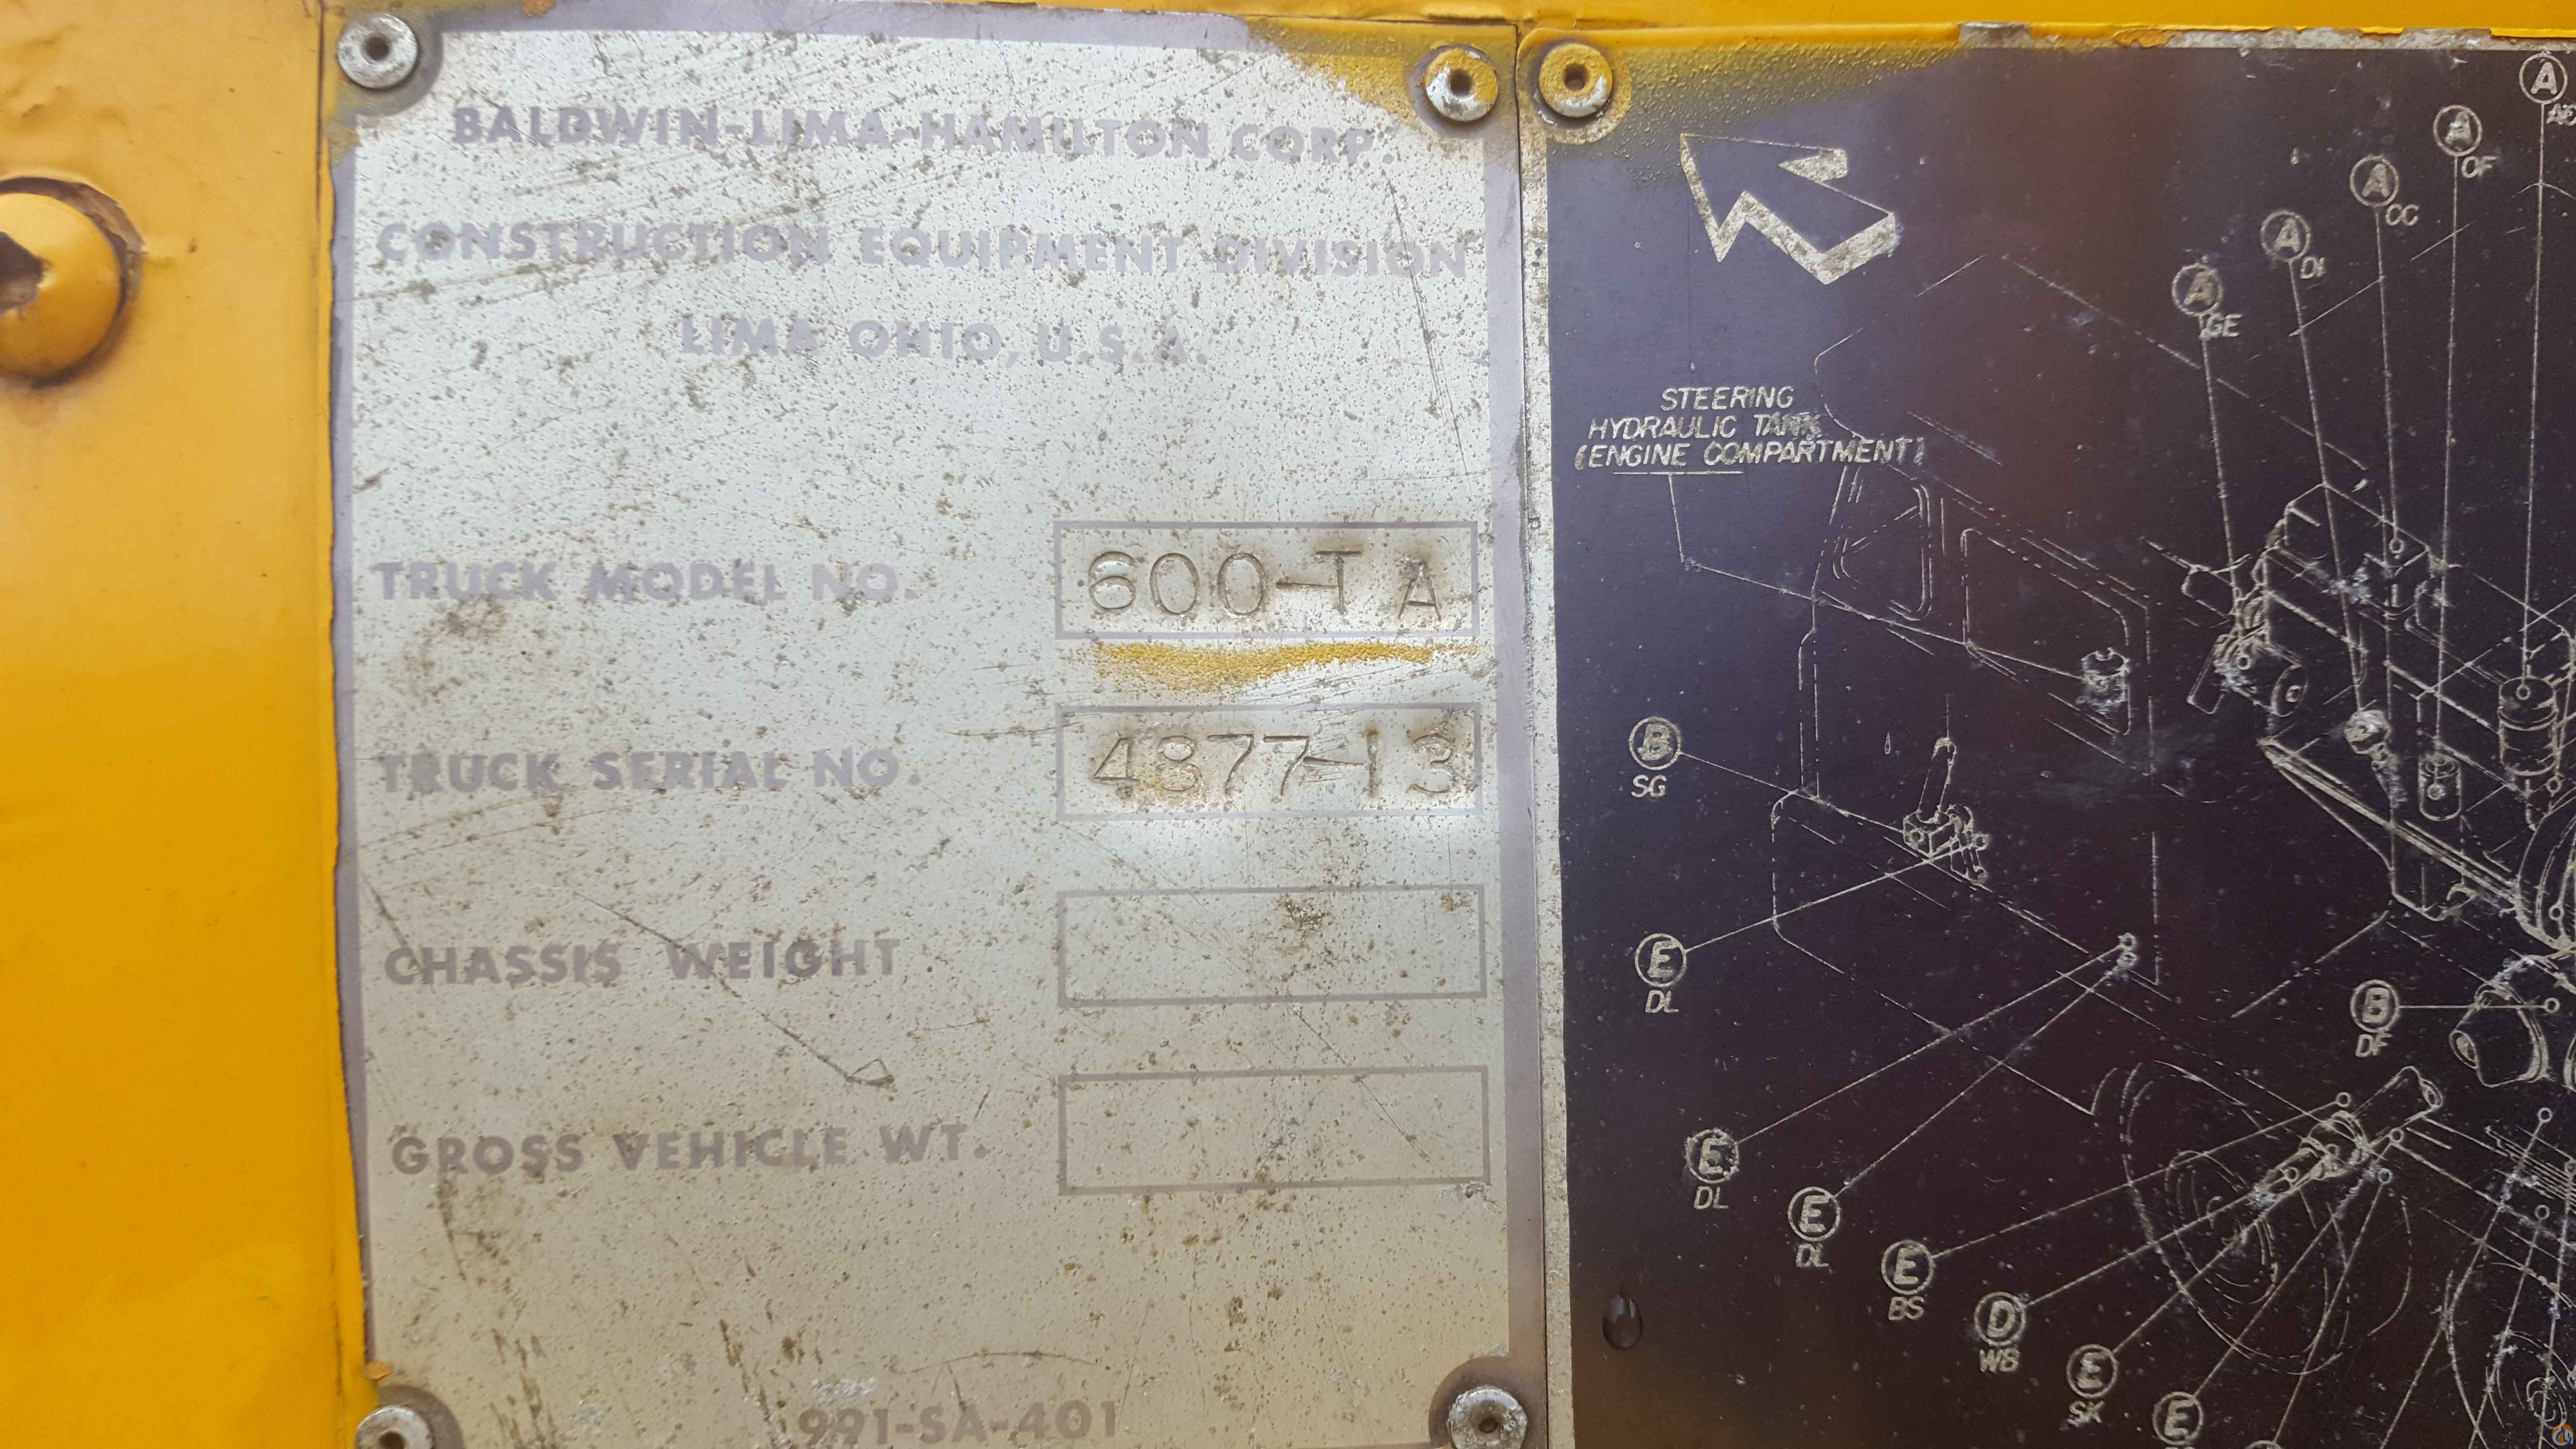 BALDWIN-LIMA-HAMILTON CORP.
CONSTRUCTION EQUIPMENT DIVISION
LIMA OHIO, U.S.A.
TRUCK MODEL NO. 600-TA
TRUCK SERIAL NO. 4877-13
CHASSIS WEIGHT
GROSS VEHICLE WT.
991-SA-401
A
A
OF
A
CC
A
DI
A
GE
STEERING
HYDRAULIC TANK
(ENGINE COMPARTMENT)
B
SG
E
DL
B
DF
E
DL
E
DL
E
BS
D
WB
E
SK
E